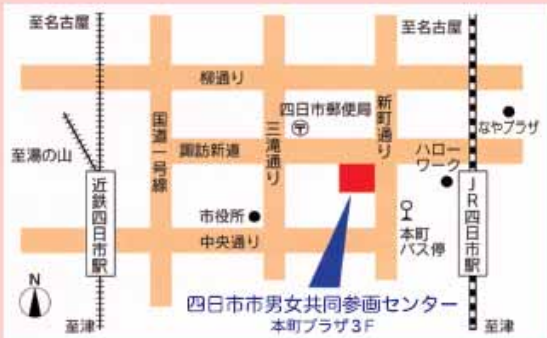 至名古屋
至名古屋
柳通り
四日市郵便局
〒
新町通り
なやプラザ
国道一号線
三滝通り
諏訪新道
ハロー
ワーク
至湯の山
近鉄四日市駅
市役所
本町
バス停
JR四日市駅
中央通り
N
四日市市男女共同参画センター
本町プラザ3F
至津
至津